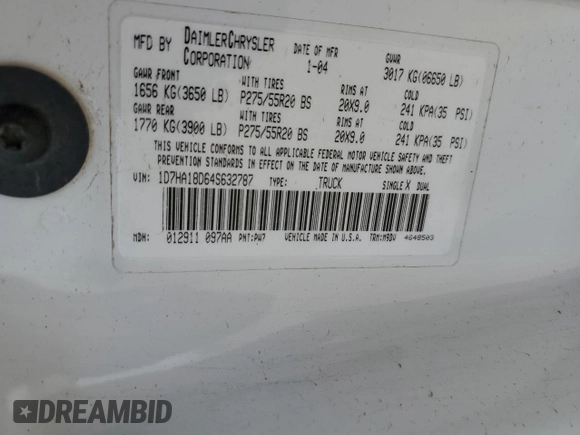 MFD BY DAIMLERCHRYSLER CORPORATION DATE OF MFR 1-04 GVWR 3017 KG(06650 LB)
GAWR FRONT 1656 KG(3650 LB) WITH TIRES P275/55R20 BS RIMS AT 20X9.0 COLD 241 KPA(35 PSI)
GAWR REAR 1770 KG(3900 LB) WITH TIRES P275/55R20 BS RIMS AT 20X9.0 COLD 241 KPA(35 PSI)
THIS VEHICLE CONFORMS TO ALL APPLICABLE FEDERAL MOTOR VEHICLE SAFETY AND
THEFT PREVENTION STANDARDS IN EFFECT ON THE DATE OF MANUFACTURE SHOWN ABOVE.
VIN: 1D7HA18D64S632787 TYPE: TRUCK SINGLE X DUAL
MDH: 012911 097AA PNT: PW7 VEHICLE MADE IN U.S.A. TRM: M9DV 4648503
DREAMBID